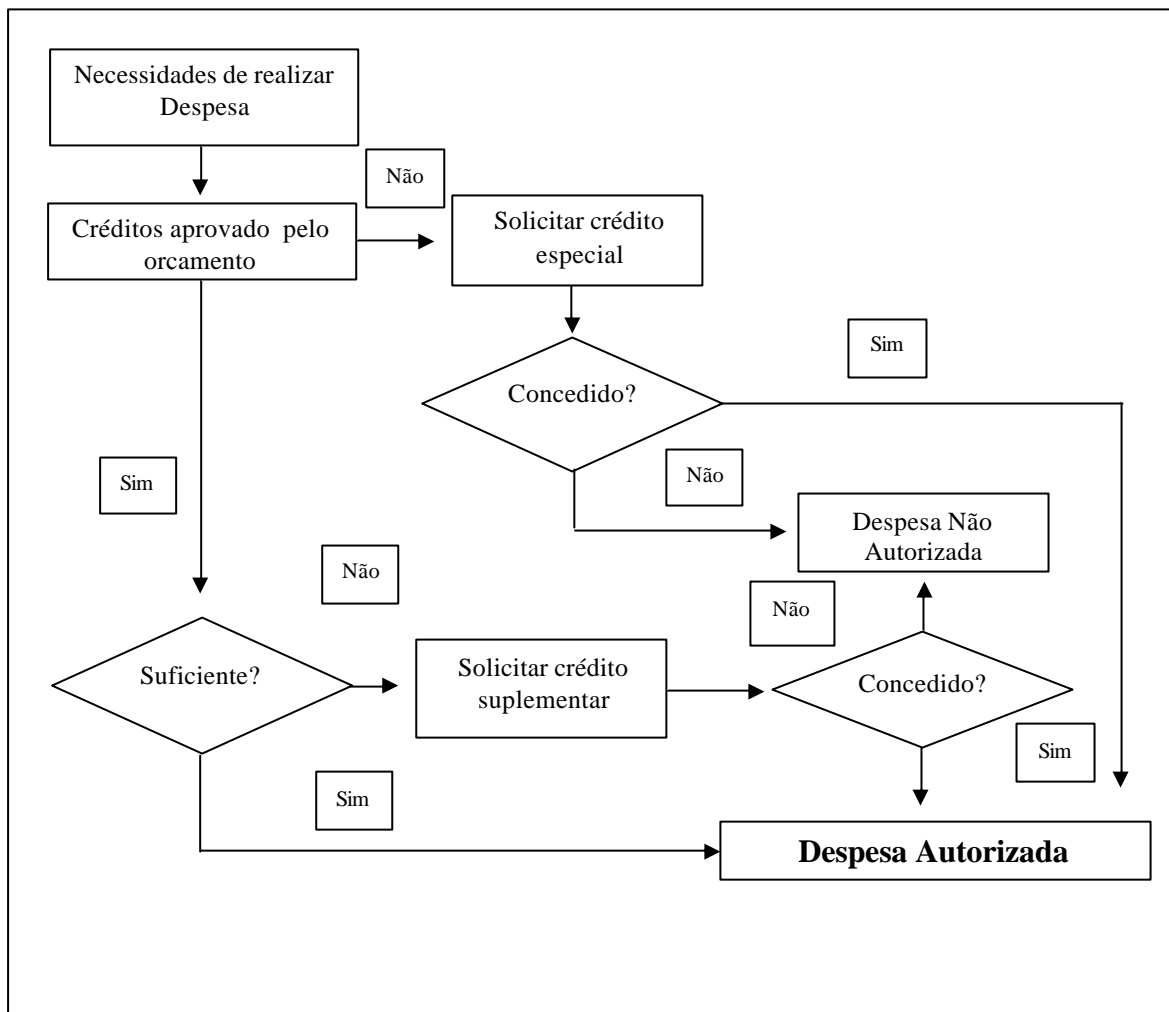 Necessidades de realizar
Despesa
Não
Créditos aprovado pelo
orcamento
Solicitar crédito
especial
Sim
Concedido?
Sim
Não
Despesa Não
Autorizada
Não
Não
Suficiente?
Solicitar crédito
suplementar
Concedido?
Sim
Sim
Despesa Autorizada